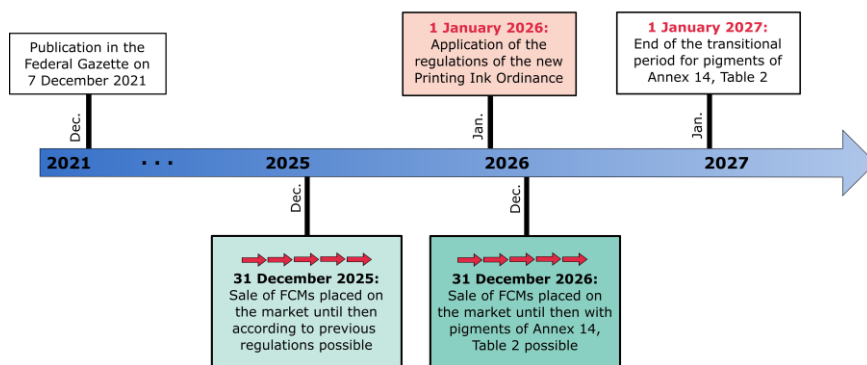 Publication in the
Federal Gazette on
7 December 2021
1 January 2026:
Application of the
regulations of the new
Printing Ink Ordinance
1 January 2027:
End of the transitional
period for pigments of
Annex 14, Table 2
Dec.
Jan.
Jan.
2021 ... 2025 2026 2027
Dec.
Dec.
31 December 2025:
Sale of FCMs placed on
the market until then
according to previous
regulations possible
31 December 2026:
Sale of FCMs placed on
the market until then with
pigments of Annex 14,
Table 2 possible